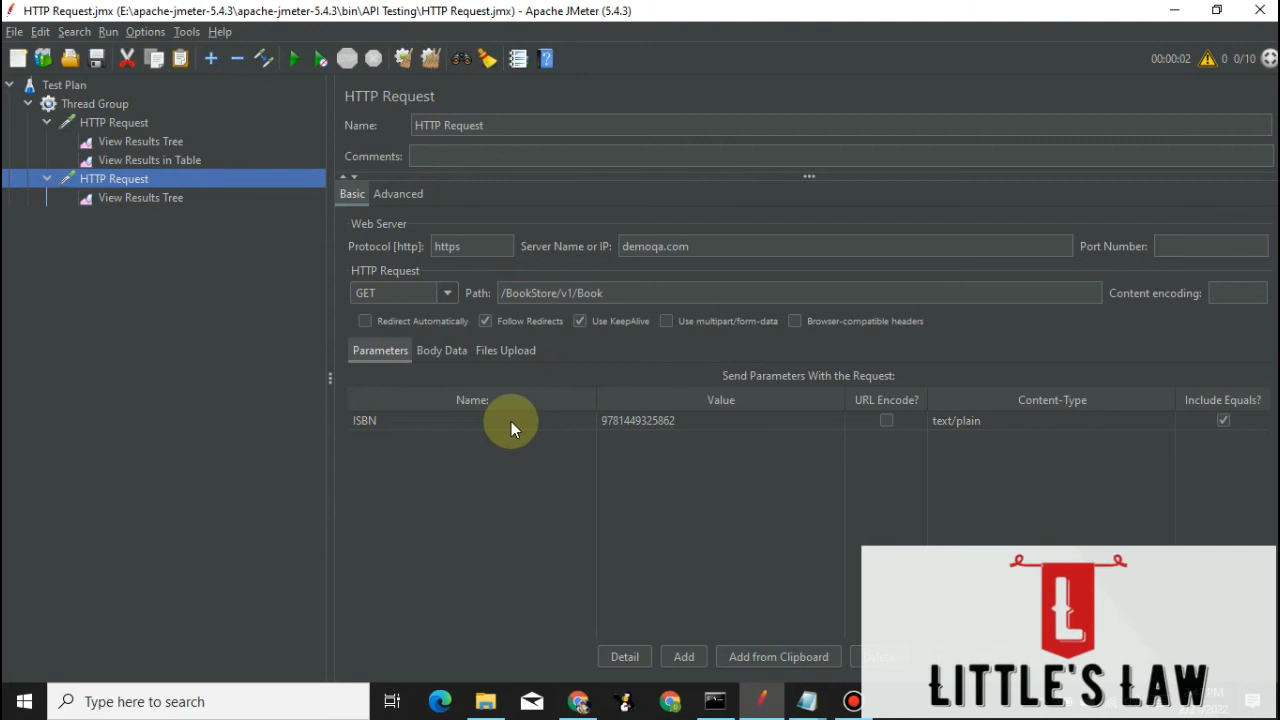 HTTP Request.jmx (E:\apache-jmeter-5.4.3\apache-jmeter-5.4.3\bin\API Testing\HTTP Request.jmx) - Apache JMeter (5.4.3)
File Edit Search Run Options Tools Help
00:00:02 0 0/10
Test Plan
Thread Group
HTTP Request
View Results Tree
View Results in Table
HTTP Request
View Results Tree
HTTP Request
Name: HTTP Request
Comments:
Basic Advanced
Web Server
Protocol [http]: https Server Name or IP: demoqa.com Port Number:
HTTP Request
GET Path: /BookStore/v1/Book Content encoding:
Redirect Automatically Follow Redirects Use KeepAlive Use multipart/form-data Browser-compatible headers
Parameters Body Data Files Upload
Send Parameters With the Request:
Name: Value URL Encode? Content-Type Include Equals?
ISBN 9781449325862 text/plain
Detail Add Add from Clipboard
L
LITTLE'S LAW
Type here to search